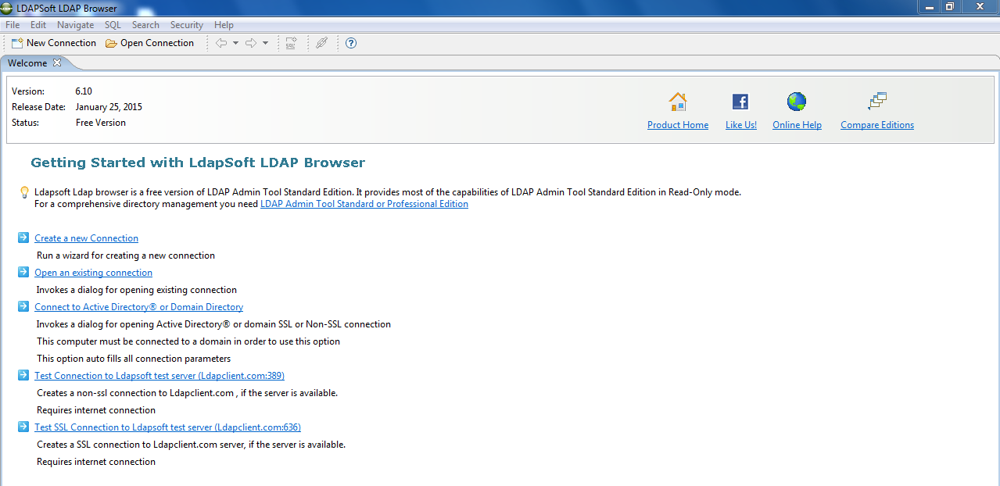 LDAPSoft LDAP Browser
File Edit Navigate SQL Search Security Help
New Connection Open Connection SQL ?
Welcome
Version: 6.10
Release Date: January 25, 2015
Status: Free Version
Product Home Like Us! Online Help Compare Editions
Getting Started with LdapSoft LDAP Browser
Ldapsoft Ldap browser is a free version of LDAP Admin Tool Standard Edition. It provides most of the capabilities of LDAP Admin Tool Standard Edition in Read-Only mode.
For a comprehensive directory management you need LDAP Admin Tool Standard or Professional Edition
Create a new Connection
Run a wizard for creating a new connection
Open an existing connection
Invokes a dialog for opening existing connection
Connect to Active Directory® or Domain Directory
Invokes a dialog for opening Active Directory® or domain SSL or Non-SSL connection
This computer must be connected to a domain in order to use this option
This option auto fills all connection parameters
Test Connection to Ldapsoft test server (Ldapclient.com:389)
Creates a non-ssl connection to Ldapclient.com , if the server is available.
Requires internet connection
Test SSL Connection to Ldapsoft test server (Ldapclient.com:636)
Creates a SSL connection to Ldapclient.com server, if the server is available.
Requires internet connection